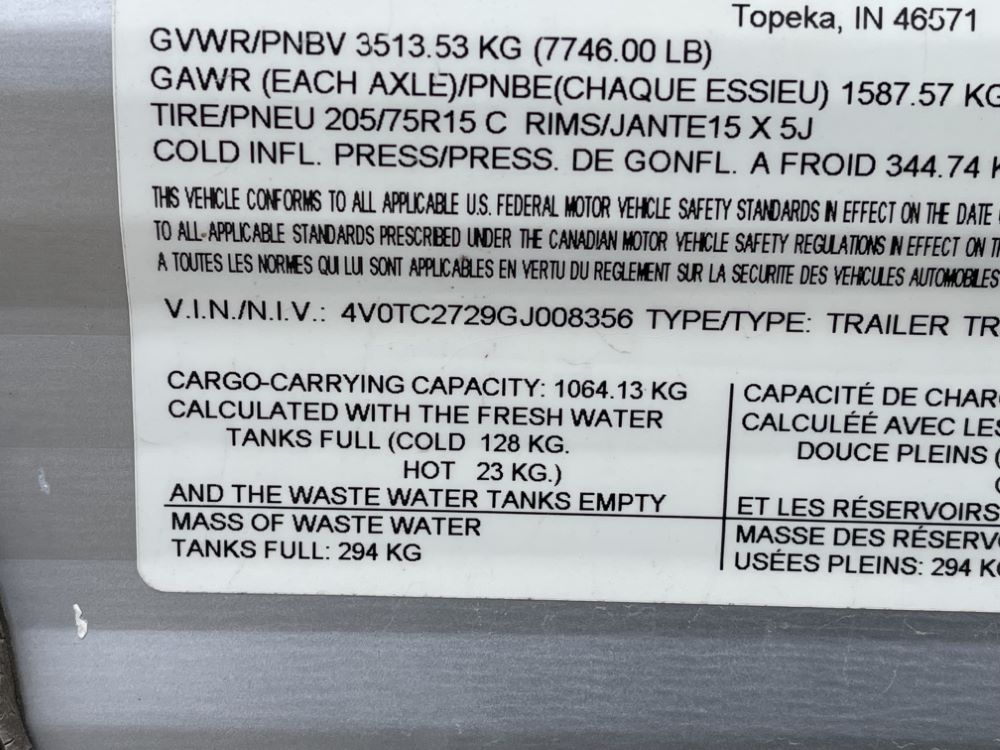 Topeka, IN 46571
GVWR/PNBV 3513.53 KG (7746.00 LB)
GAWR (EACH AXLE)/PNBE(CHAQUE ESSIEU) 1587.57 KG
TIRE/PNEU 205/75R15 C RIMS/JANTE15 X 5J
COLD INFL. PRESS/PRESS. DE GONFL. A FROID 344.74 K
THIS VEHICLE CONFORMS TO ALL APPLICABLE U.S. FEDERAL MOTOR VEHICLE SAFETY STANDARDS IN EFFECT ON THE DATE
TO ALL APPLICABLE STANDARDS PRESCRIBED UNDER THE CANADIAN MOTOR VEHICLE SAFETY REGULATIONS IN EFFECT ON
A TOUTES LES NORMES QUI LUI SONT APPLICABLES EN VERTU DU REGLEMENT SUR LA SECURITE DES VEHICULES AUTOMOBILES
V.I.N./N.I.V.: 4V0TC2729GJ008356 TYPE/TYPE: TRAILER TR
CARGO-CARRYING CAPACITY: 1064.13 KG
CALCULATED WITH THE FRESH WATER
TANKS FULL (COLD 128 KG.
HOT 23 KG.)
AND THE WASTE WATER TANKS EMPTY
MASS OF WASTE WATER
TANKS FULL: 294 KG
CAPACITÉ DE CHAR
CALCULÉÉ AVEC LES
DOUCE PLEINS (
ET LES RÉSERVOIRS
MASSE DES RÉSERV
USÉES PLEINS: 294 KG